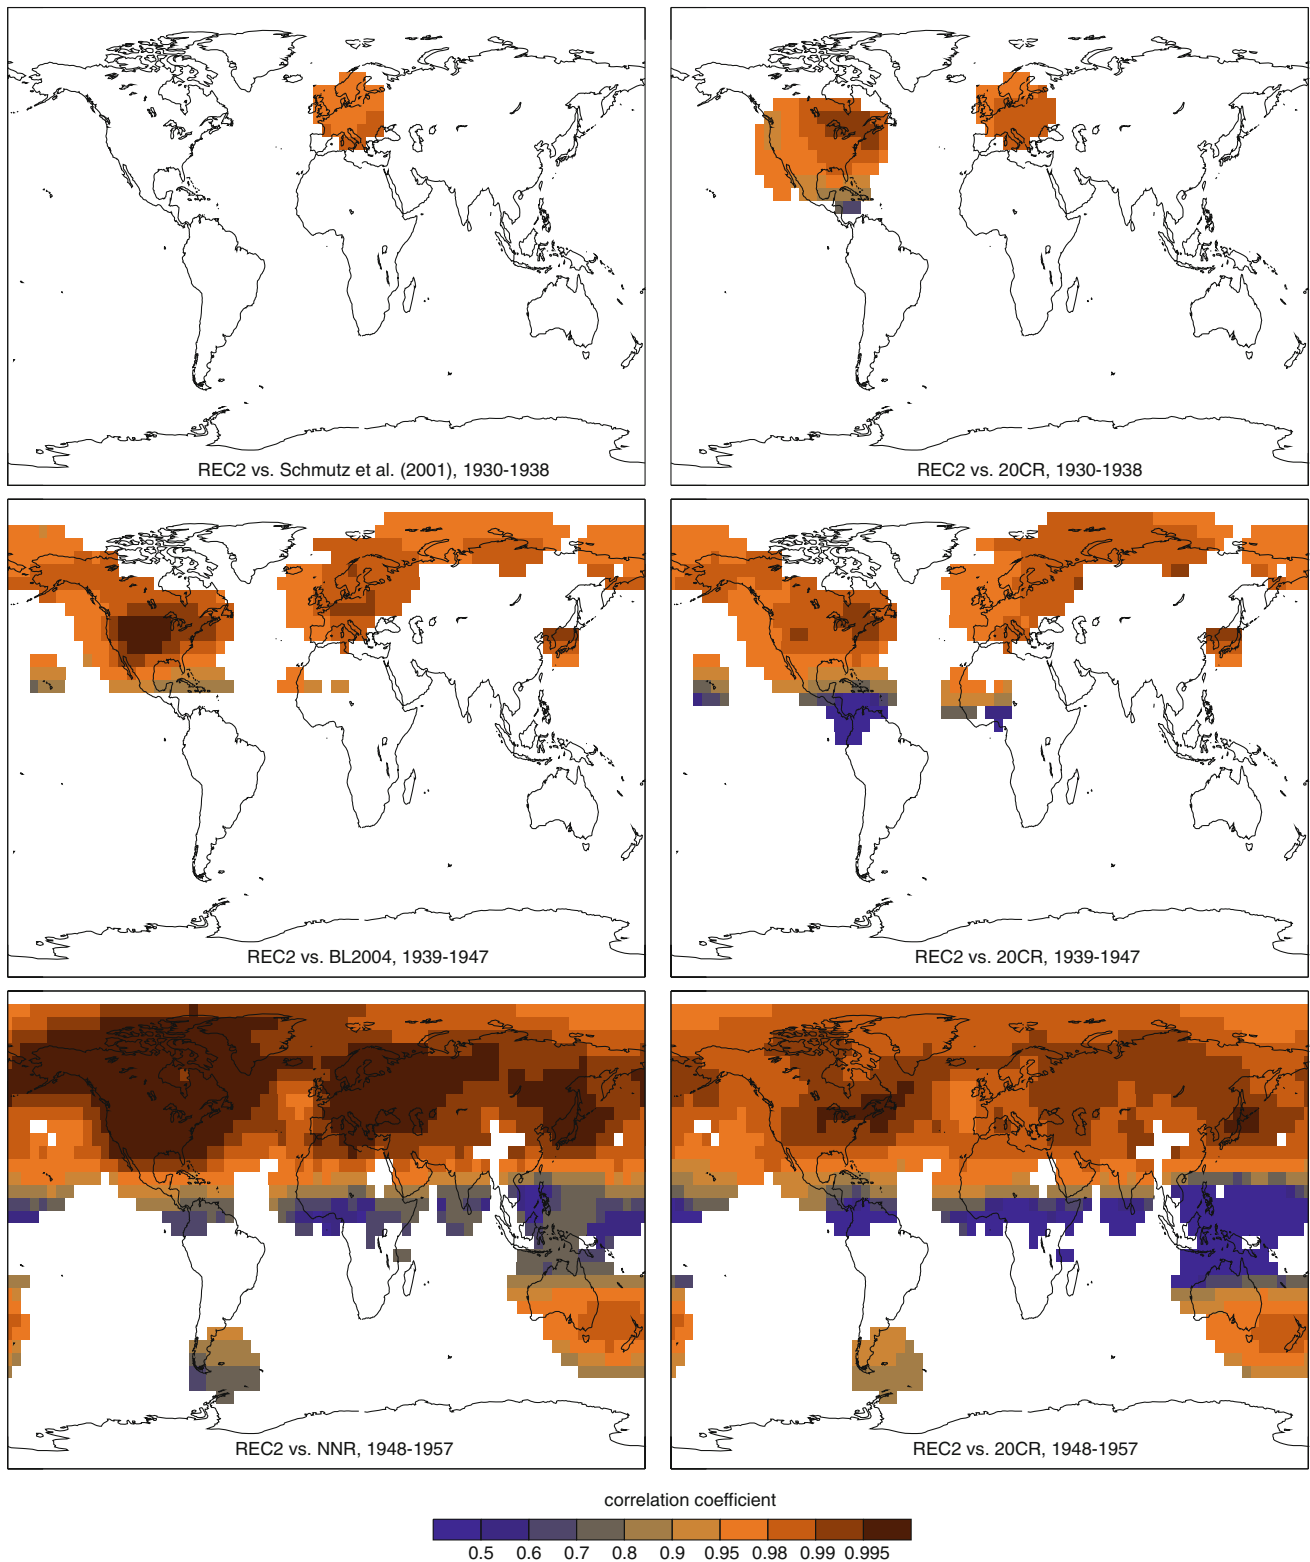 REC2 vs. Schmutz et al. (2001), 1930-1938
REC2 vs. 20CR, 1930-1938
REC2 vs. BL2004, 1939-1947
REC2 vs. 20CR, 1939-1947
REC2 vs. NNR, 1948-1957
REC2 vs. 20CR, 1948-1957
correlation coefficient
0.5 0.6 0.7 0.8 0.9 0.95 0.98 0.99 0.995